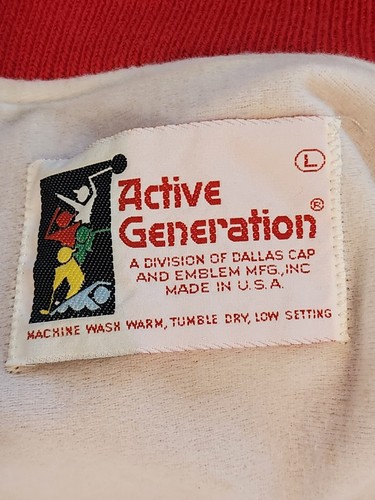 L
Active
Generation®
A DIVISION OF DALLAS CAP
AND EMBLEM MFG., INC
MADE IN U.S.A.
MACHINE WASH WARM, TUMBLE DRY, LOW SETTING